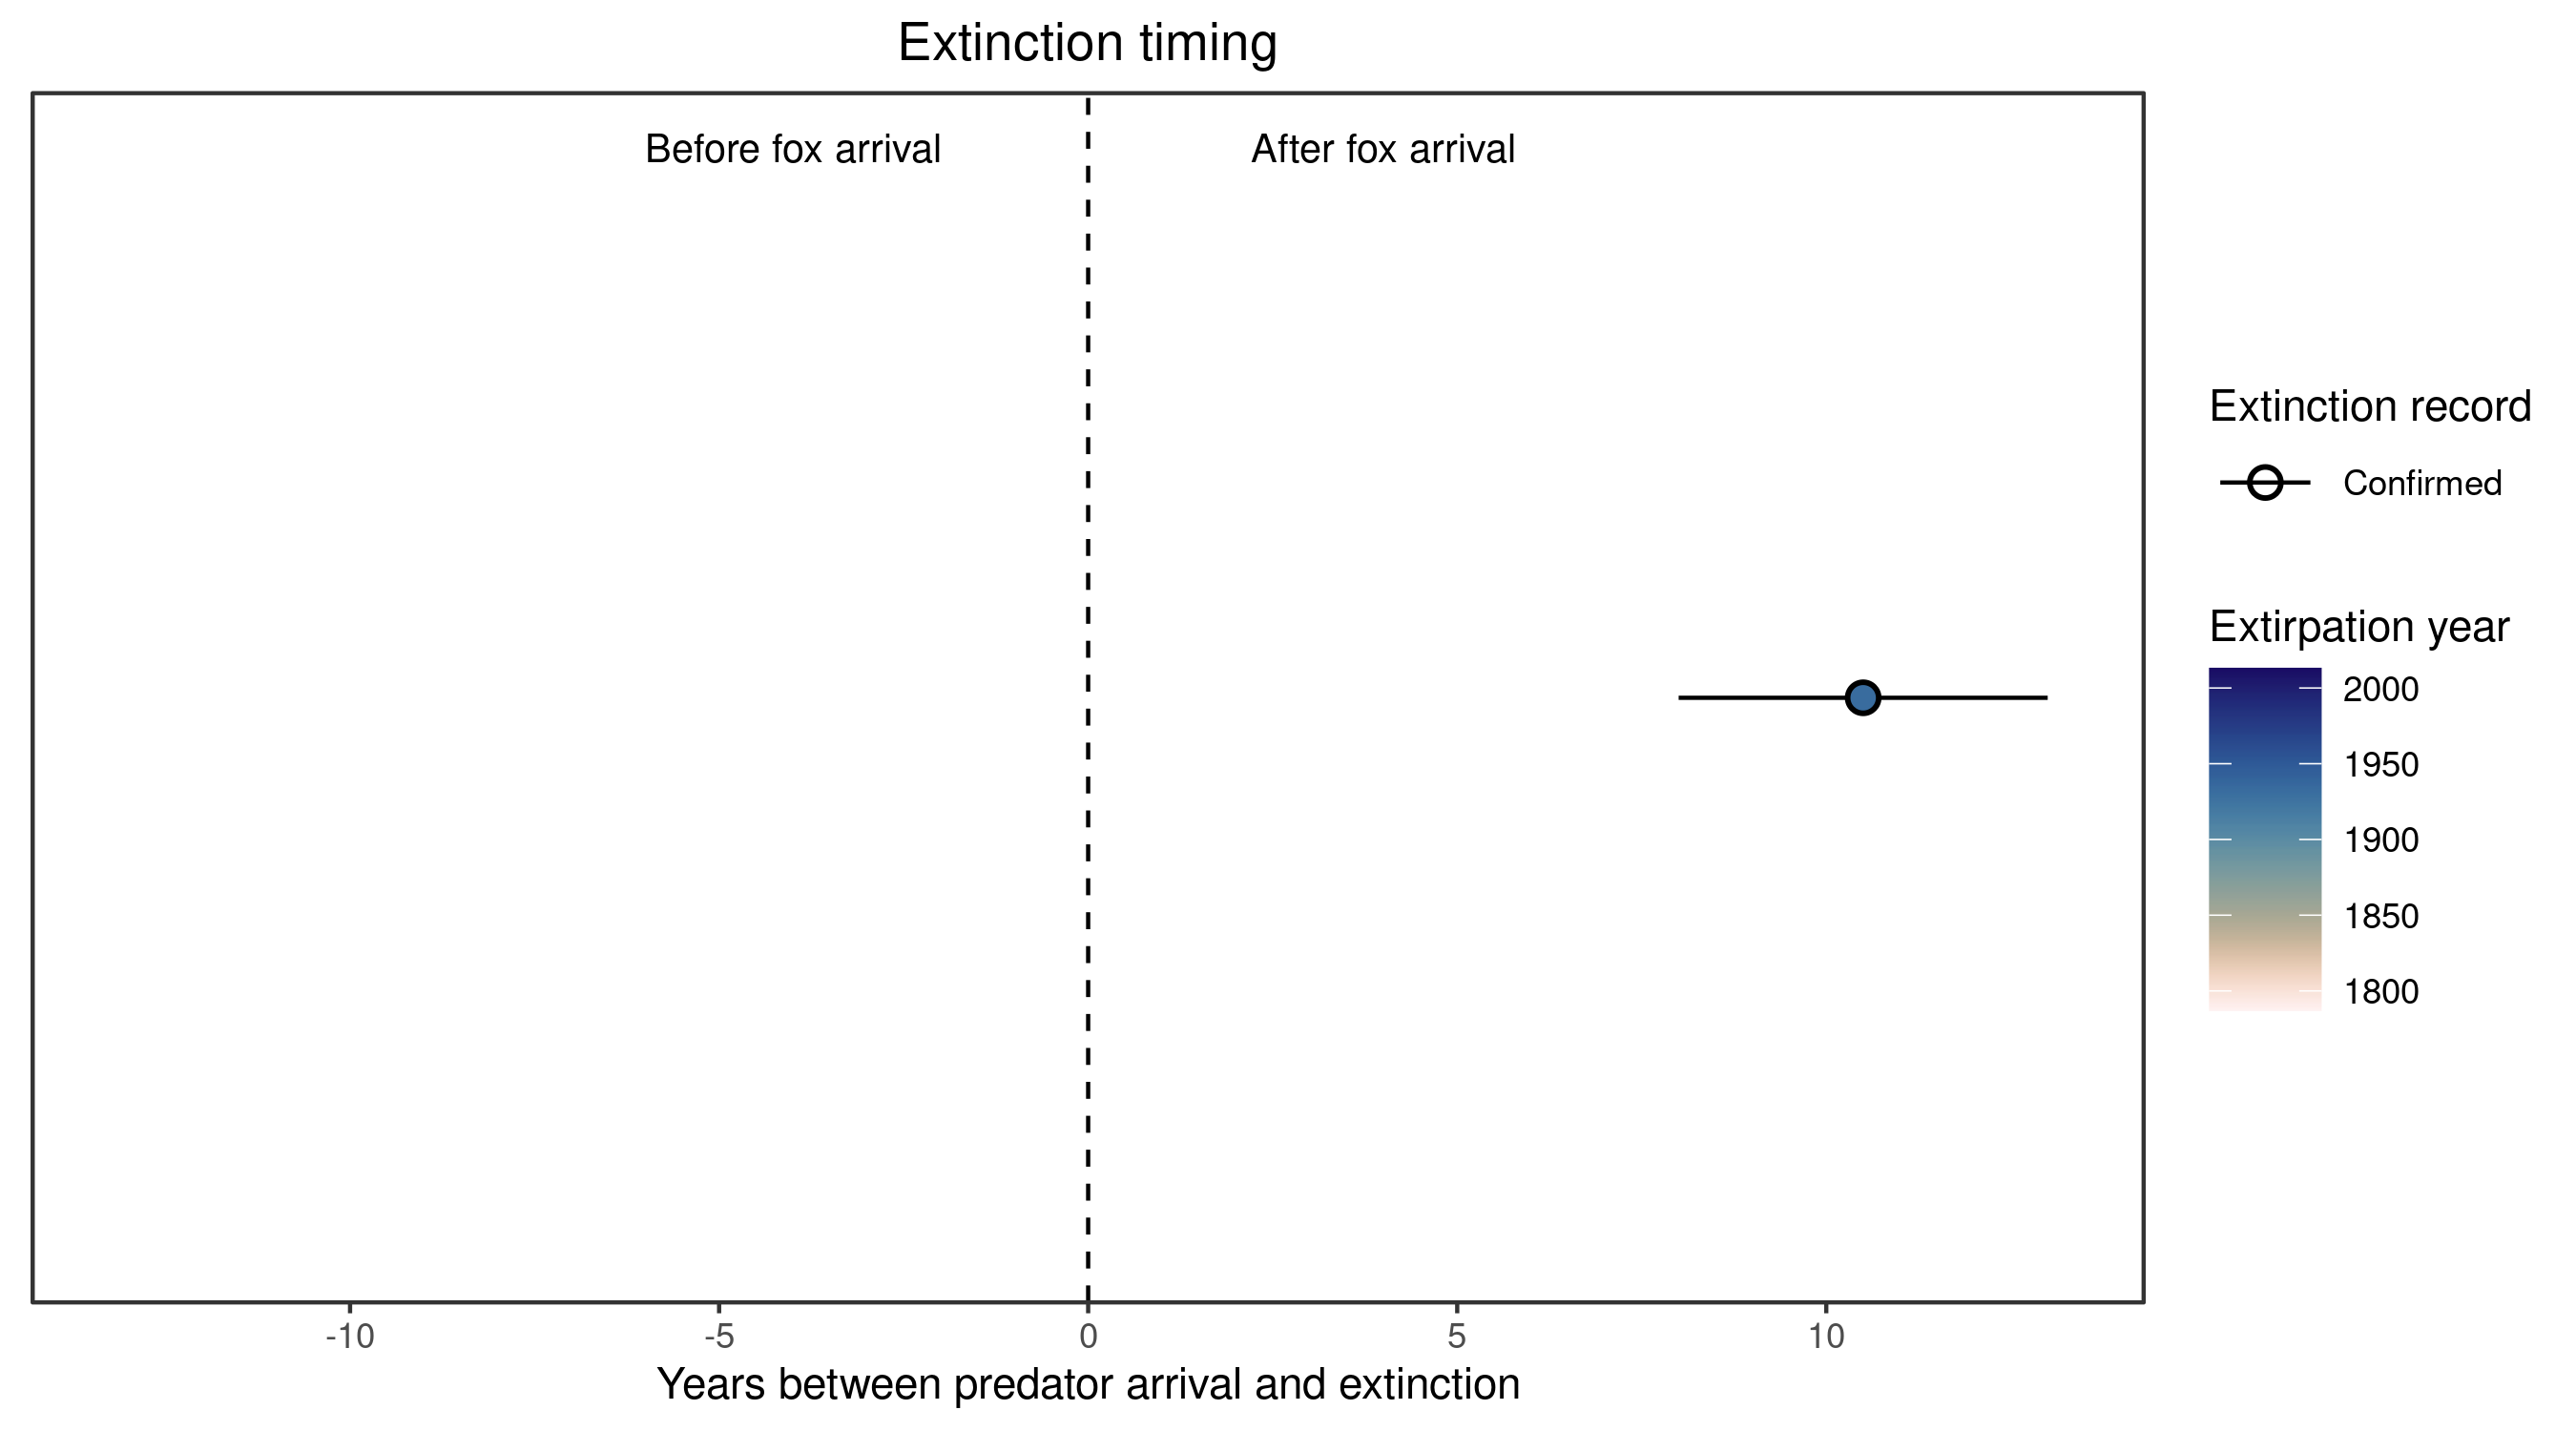 Extinction timing
Before fox arrival
After fox arrival
Extinction record
Confirmed
Extirpation year
2000
1950
1900
1850
1800
-10
-5
0
5
10
Years between predator arrival and extinction